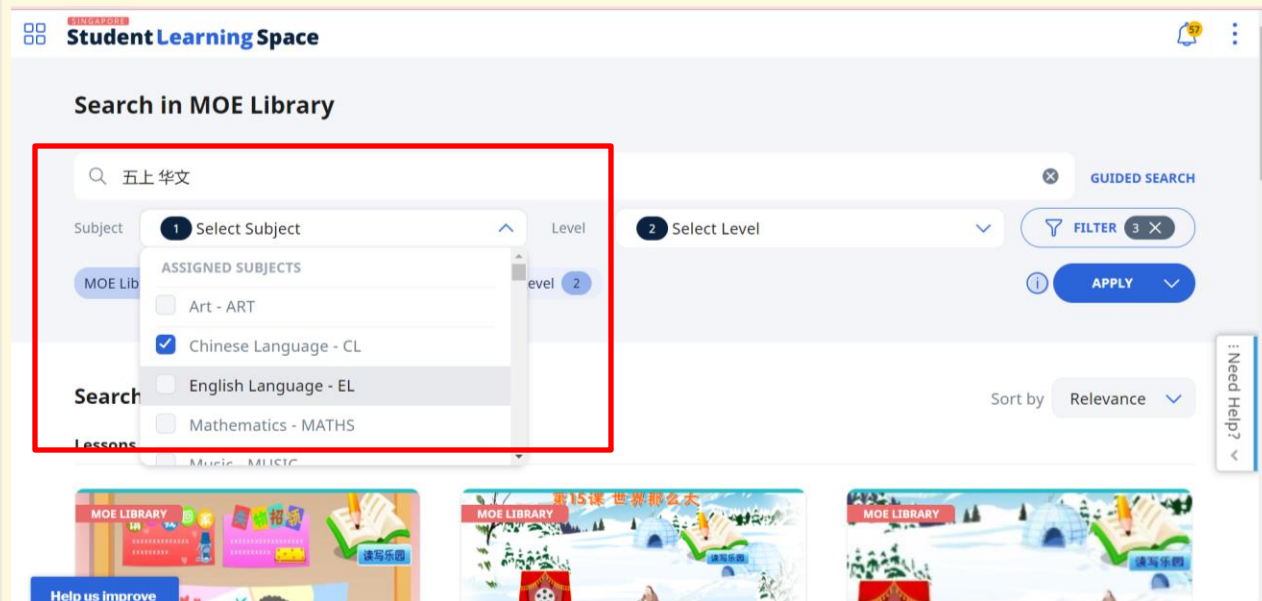 SINGAPORE
Student Learning Space
57
Search in MOE Library
五上 华文
GUIDED SEARCH
Subject
1 Select Subject
Level
2 Select Level
FILTER 3
MOE Lib
evel 2
APPLY
ASSIGNED SUBJECTS
Art - ART
Chinese Language - CL
English Language - EL
Mathematics - MATHS
Music - MUSIC
Search
Sort by Relevance
Lessons
Need Help?
MOE LIBRARY
读写乐园
MOE LIBRARY
第15课 世界那么大
读写乐园
MOE LIBRARY
读写乐园
Help us improve